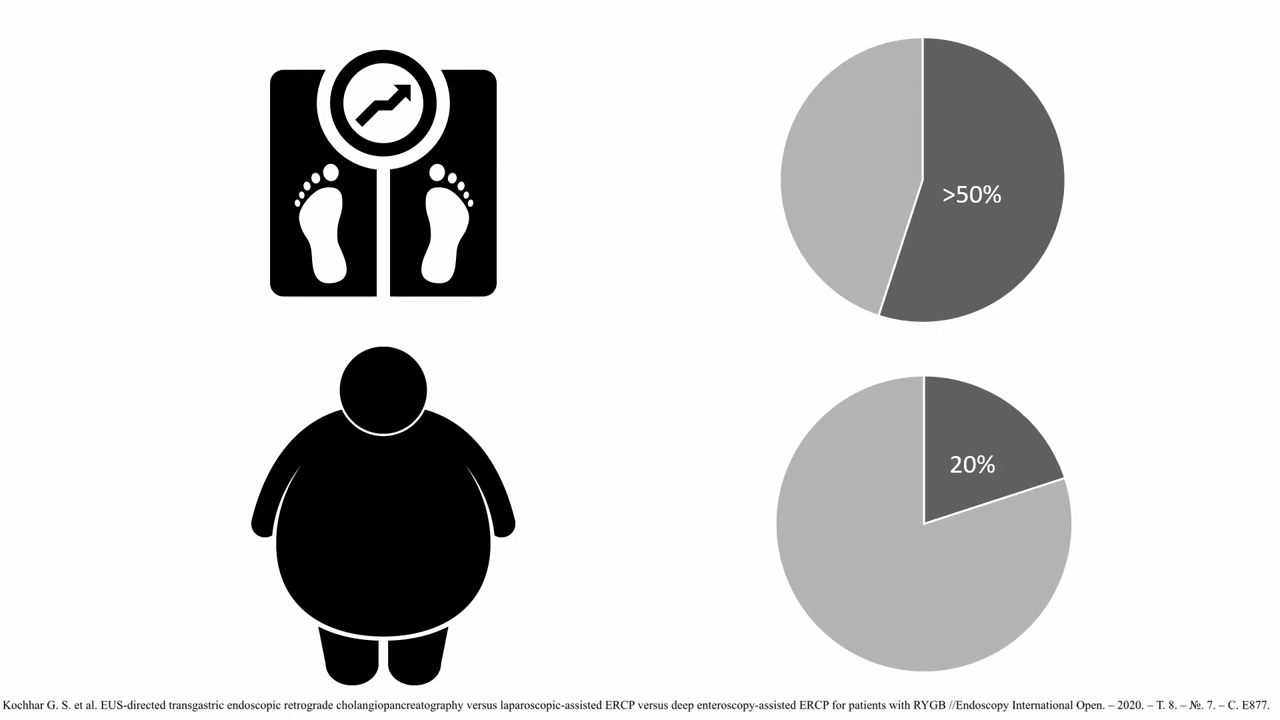 >50%
20%
Kochhar G. S. et al. EUS-directed transgastric endoscopic retrograde cholangiopancreatography versus laparoscopic-assisted ERCP versus deep enteroscopy-assisted ERCP for patients with RYGB //Endoscopy International Open. – 2020. – T. 8. – №. 7. – C. E877.